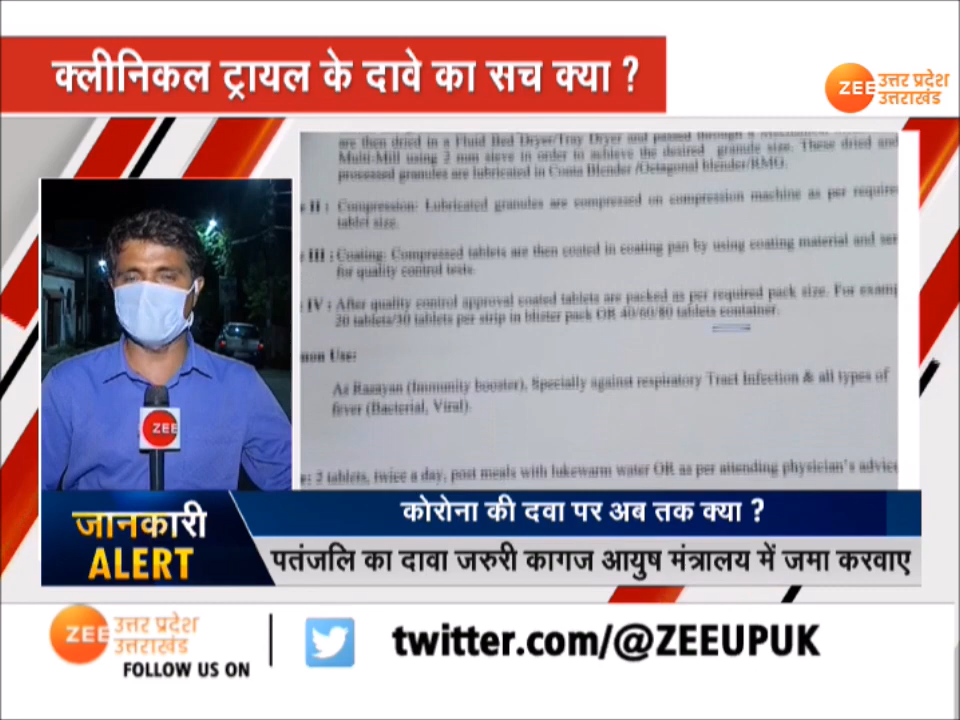 क्लीनिकल ट्रायल के दावे का सच क्या ?
ZEE उत्तर प्रदेश
उत्तराखंड
are then dried in a Fluid Bed Dryer/Tray Dryer and passed through a
Multi-Mill using 2 mm sieve in order to achieve the desired granule size. These dried and
processed granules are lubricated in Conta Blender /Octagonal blender/RMG.
II : Compression: Lubricated granules are compressed on compression machine as per require
tablet size.
III : Coating: Compressed tablets are then coated in coating pan by using coating material and
for quality control tests.
IV : After quality control approval coated tablets are packed as per required pack size. For examp
20 tablets/30 tablets per strip in blister pack OR 40/60/80 tablets container.
Use:
As Rasayan (Immunity booster), Specially against respiratory Tract Infection & all types of
fever (Bacterial, Viral).
2 tablets, twice a day, post meals with lukewarm water OR as per attending physician's advice
ZEE
जानकारी
ALERT
कोरोना की दवा पर अब तक क्या ?
पतंजलि का दावा जरुरी कागज आयुष मंत्रालय में जमा करवाए
ZEE उत्तर प्रदेश
उत्तराखंड
FOLLOW US ON
twitter.com/@ZEEUPUK